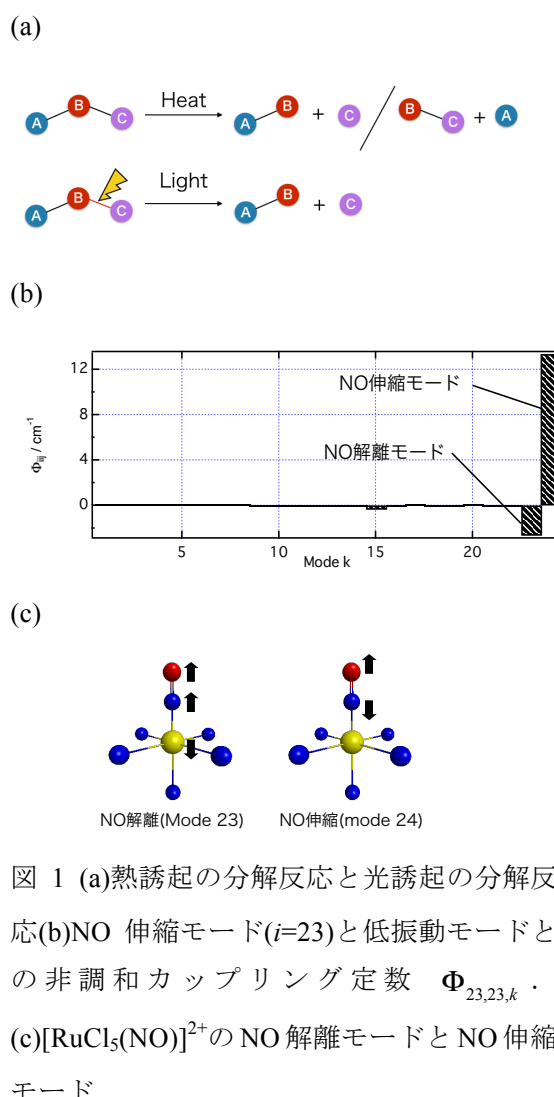 (a)
A B C Heat A B + C B C + A
A B C Light A B + C
(b)
12
8
4
0
Φiij / cm-1
NO伸縮モード
NO解離モード
5 10 15 20
Mode k
(c)
NO解離(Mode 23) NO伸縮(mode 24)
図 1 (a)熱誘起の分解反応と光誘起の分解反
応(b)NO 伸縮モード(i=23)と低振動モードと
の非調和カップリング定数 Φ23,23,k .
(c)[RuCl5(NO)]2+の NO 解離モードと NO 伸縮
モード